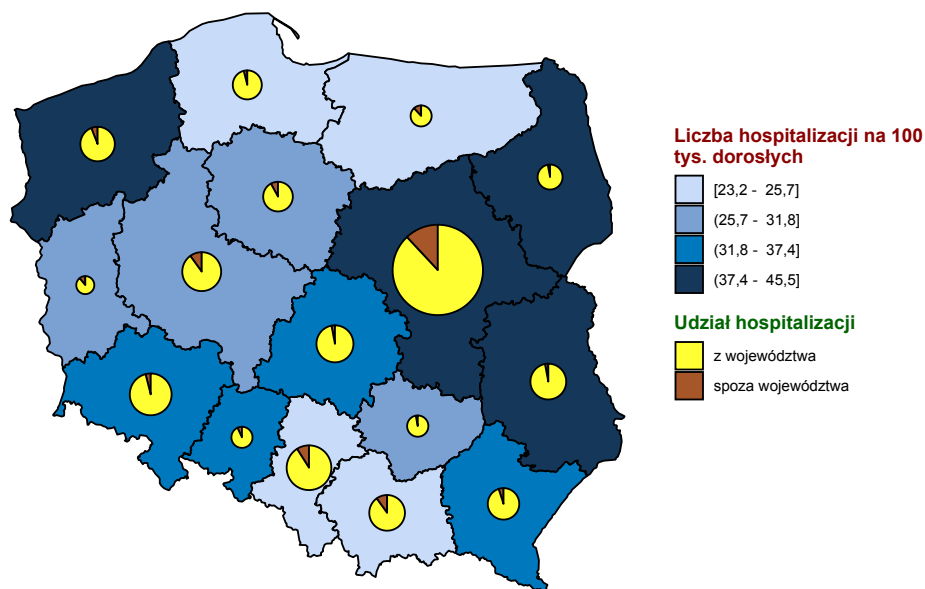 Liczba hospitalizacji na 100
tys. dorosłych
[23,2 - 25,7]
(25,7 - 31,8]
(31,8 - 37,4]
(37,4 - 45,5]
Udział hospitalizacji
z województwa
spoza województwa